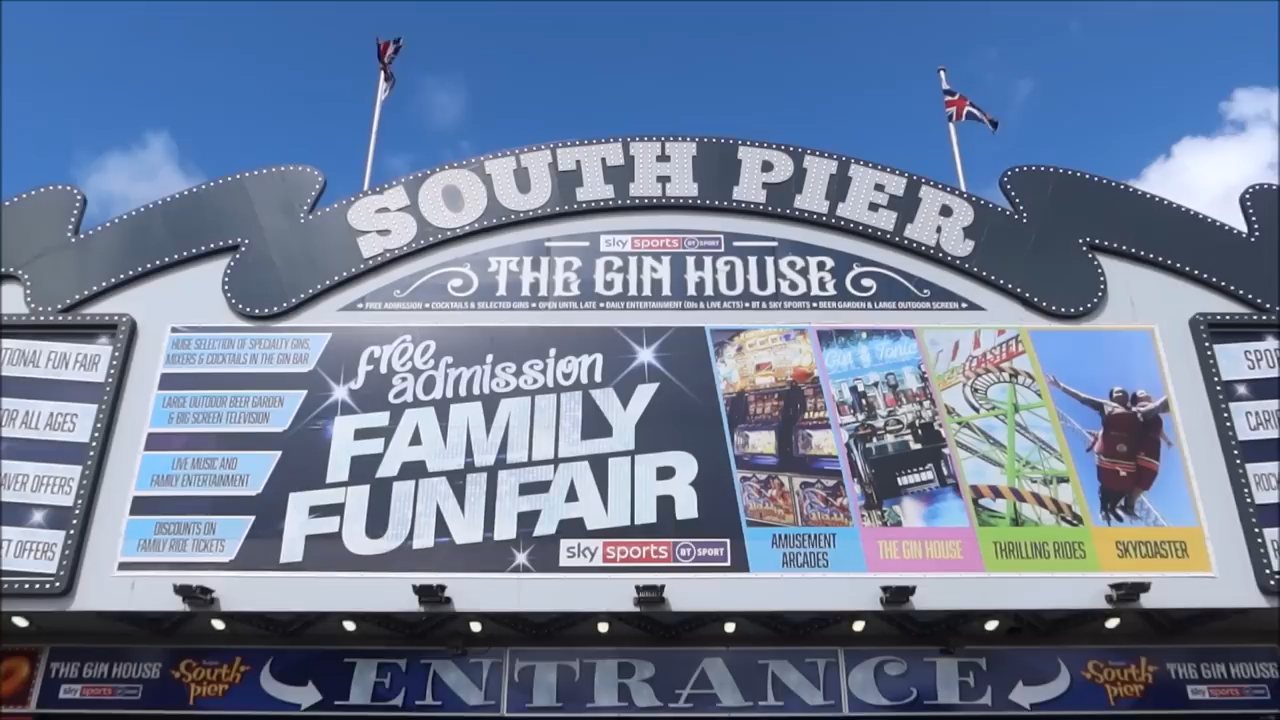 SOUTH PIER
sky sports BT SPORT
THE GIN HOUSE
FREE ADMISSION COCKTAILS & SELECTED GINS OPEN UNTIL LATE DAILY ENTERTAINMENT (DJs & LIVE ACTS) BT & SKY SPORTS BEER GARDEN & LARGE OUTDOOR SCREEN
TIONAL FUN FAIR
OR ALL AGES
AVER OFFERS
ET OFFERS
HUGE SELECTION OF SPECIALTY GINS,
MIXERS & COCKTAILS IN THE GIN BAR
LARGE OUTDOOR BEER GARDEN
& BIG SCREEN TELEVISION
LIVE MUSIC AND
FAMILY ENTERTAINMENT
DISCOUNTS ON
FAMILY RIDE TICKETS
free
admission
FAMILY
FUN FAIR
sky sports BT SPORT
Gin & Tonic
AMUSEMENT
ARCADES
THE GIN HOUSE
THRILLING RIDES
SKYCOASTER
SPO
CARI
ROC
THE GIN HOUSE
sky sports
South
pier
ENTRANCE
South
pier
THE GIN HOUSE
sky sports